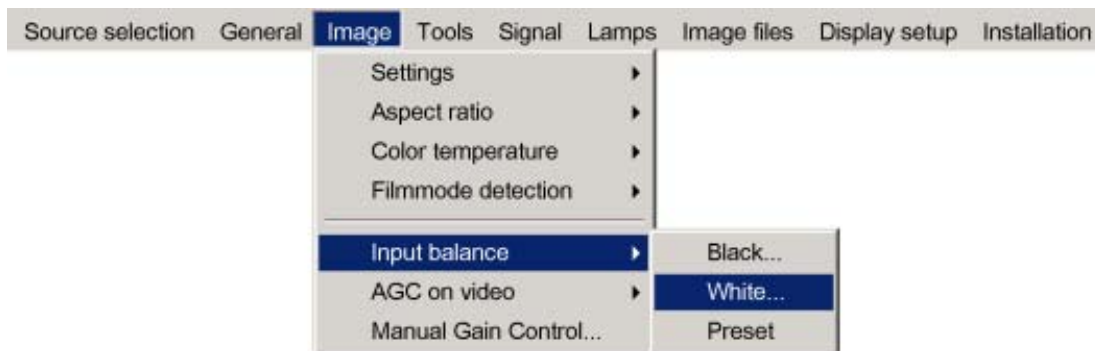 Source selection General Image Tools Signal Lamps Image files Display setup Installation
Settings
Aspect ratio
Color temperature
Filmmode detection
Input balance
Black...
AGC on video
White...
Manual Gain Control...
Preset